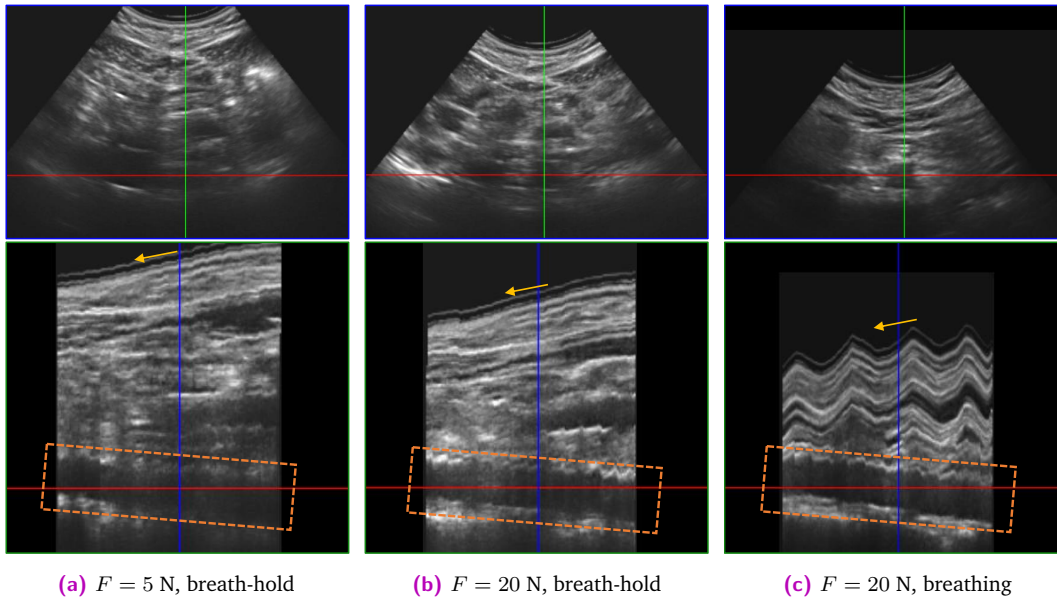 (a) F = 5 N, breath-hold
(b) F = 20 N, breath-hold
(c) F = 20 N, breathing